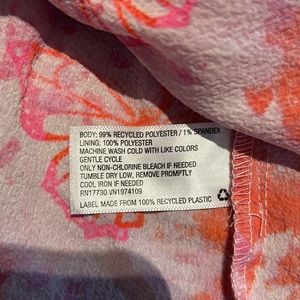 BODY: 99% RECYCLED POLYESTER / 1% SPANDEX
LINING: 100% POLYESTER
MACHINE WASH COLD WITH LIKE COLORS
GENTLE CYCLE
ONLY NON-CHLORINE BLEACH IF NEEDED
TUMBLE DRY LOW, REMOVE PROMPTLY
COOL IRON IF NEEDED
RN17730 VN1974109
LABEL MADE FROM 100% RECYCLED PLASTIC